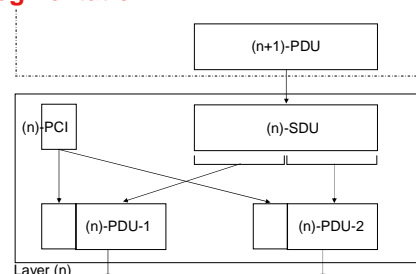 (n+1)-PDU
(n)-PCI
(n)-SDU
(n)-PDU-1
(n)-PDU-2
Layer (n)